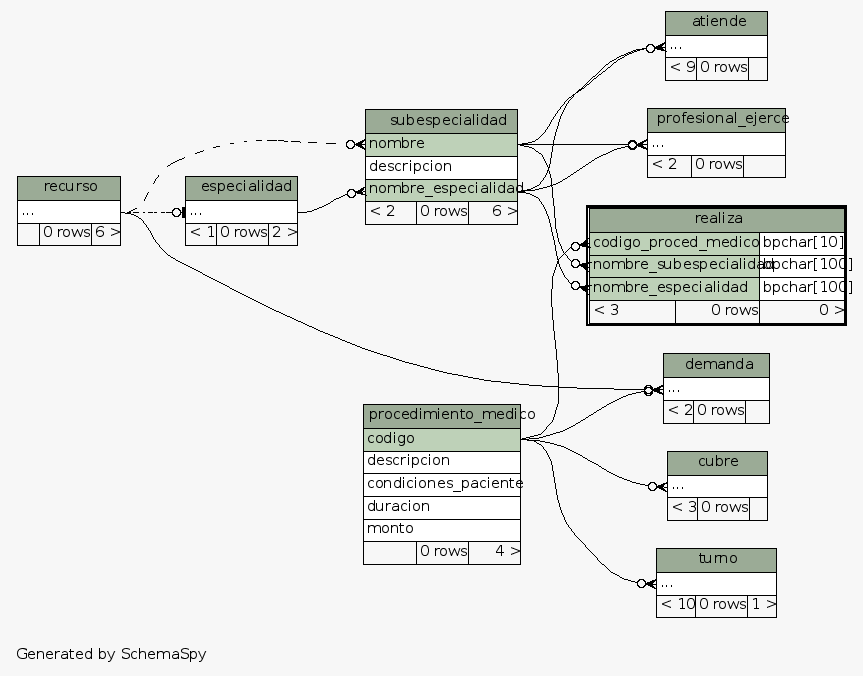 atiende
...
< 9 0 rows
subespecialidad
nombre
descripcion
nombre_especialidad
< 2 0 rows 6 >
profesional_ejerce
...
< 2 0 rows
recurso
...
0 rows 6 >
especialidad
...
< 1 0 rows 2 >
realiza
codigo_proced_medico bpchar[10]
nombre_subespecialidad bpchar[100]
nombre_especialidad bpchar[100]
< 3 0 rows 0 >
demanda
...
< 2 0 rows
procedimiento_medico
codigo
descripcion
condiciones_paciente
duracion
monto
0 rows 4 >
cubre
...
< 3 0 rows
turno
...
< 10 0 rows 1 >
Generated by SchemaSpy